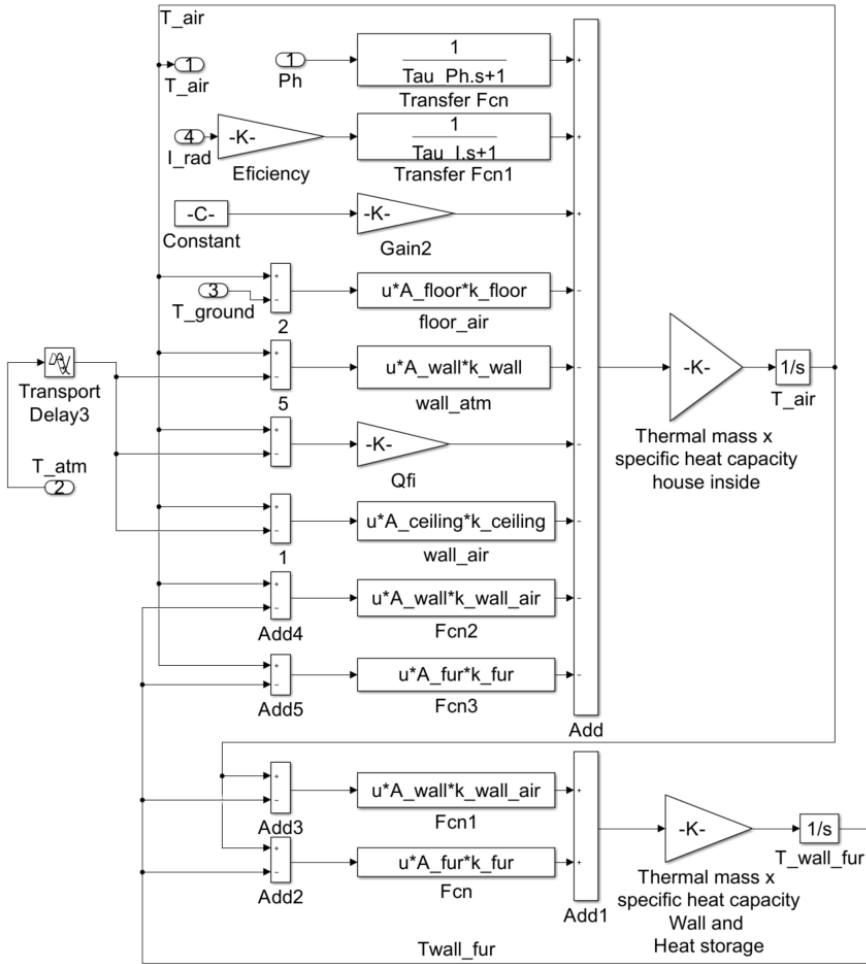 T_air
1
T_air
1
Ph
1
Tau_Ph.s+1
Transfer Fcn
+
4
I_rad
-K-
Eficiency
1
Tau_I.s+1
Transfer Fcn1
+
-C-
Constant
-K-
Gain2
+
3
T_ground
+
−
2
u*A_floor*k_floor
floor_air
−
Transport
Delay3
T_atm
2
+
−
5
u*A_wall*k_wall
wall_atm
−
+
−
-K-
Qfi
−
+
−
1
u*A_ceiling*k_ceiling
wall_air
−
+
−
Add4
u*A_wall*k_wall_air
Fcn2
−
+
−
Add5
u*A_fur*k_fur
Fcn3
−
Add
-K-
Thermal mass x
specific heat capacity
house inside
1/s
T_air
+
−
Add3
u*A_wall*k_wall_air
Fcn1
+
+
−
Add2
u*A_fur*k_fur
Fcn
+
Add1
-K-
Thermal mass x
specific heat capacity
Wall and
Heat storage
1/s
T_wall_fur
Twall_fur